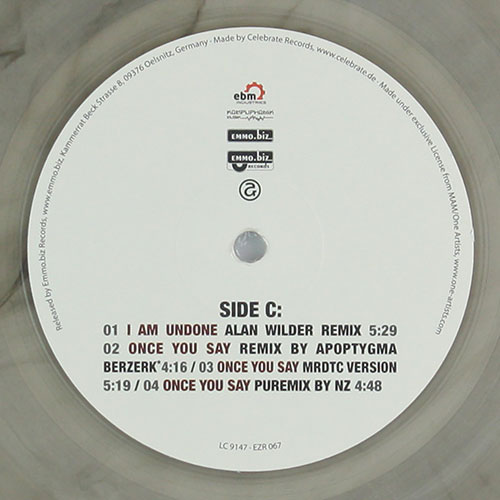 Released by Emmo.biz Records, www.emmo.biz, Kammerrat Beck Strasse 8, 09376 Oelsnitz, Germany - Made by Celebrate Records, www.celebrate.de
Made under exclusive License from MAM/One Artists, www.one-artists.com
ebm
INDUSTRIES
EMMO.biz
EMMO.biz
RECORDS
SIDE C:
01 I AM UNDONE ALAN WILDER REMIX 5:29
02 ONCE YOU SAY REMIX BY APOPTYGMA
BERZERK*4:16 / 03 ONCE YOU SAY MRDTC VERSION
5:19 / 04 ONCE YOU SAY PUREMIX BY NZ 4:48
LC 9147 - EZR 067